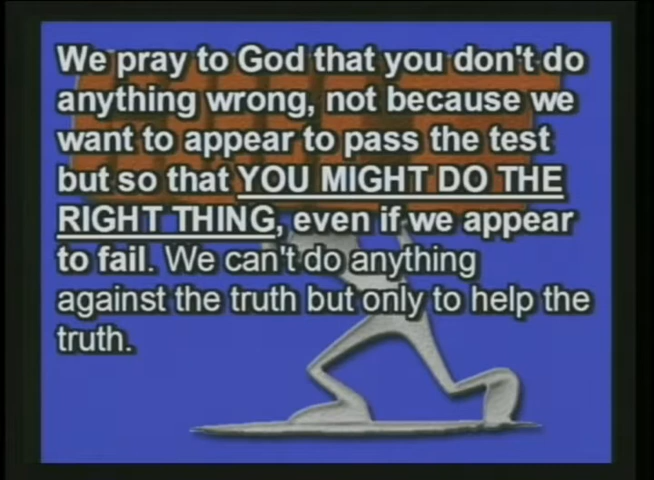 We pray to God that you don't do
anything wrong, not because we
want to appear to pass the test
but so that YOU MIGHT DO THE
RIGHT THING, even if we appear
to fail. We can't do anything
against the truth but only to help the
truth.